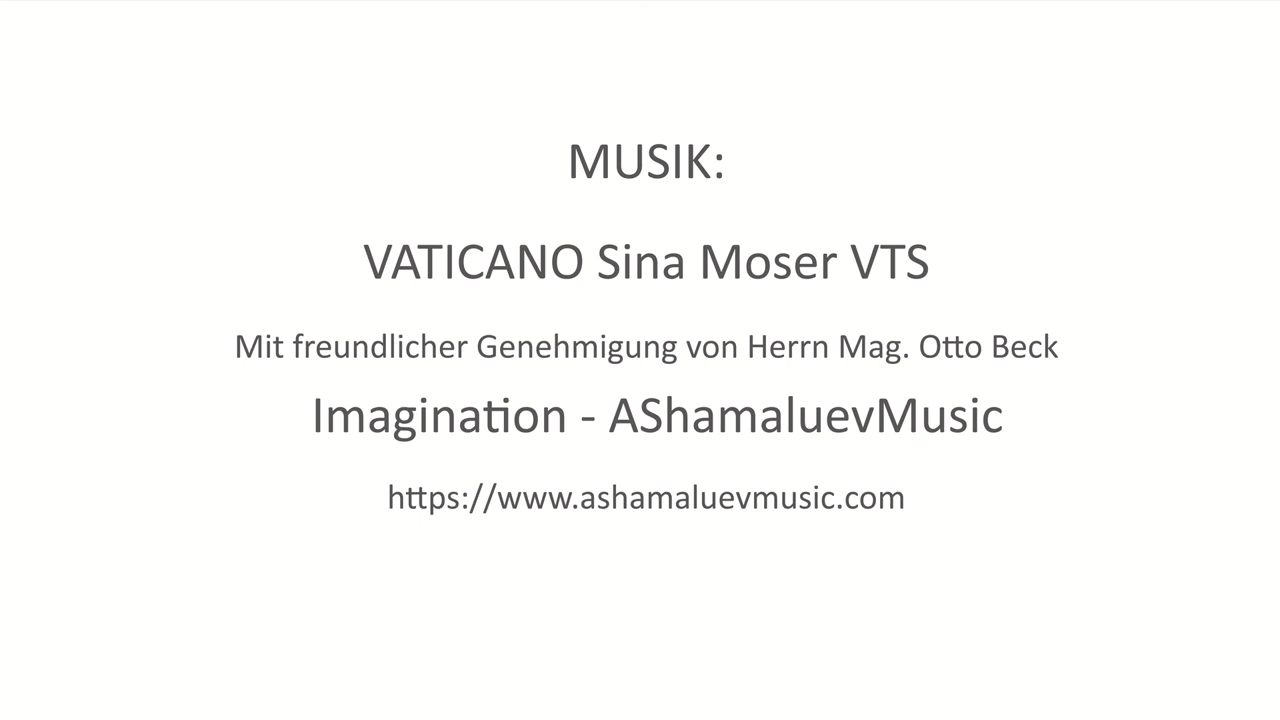 MUSIK:
VATICANO Sina Moser VTS
Mit freundlicher Genehmigung von Herrn Mag. Otto Beck
Imagination - AShamaluevMusic
https://www.ashamaluevmusic.com